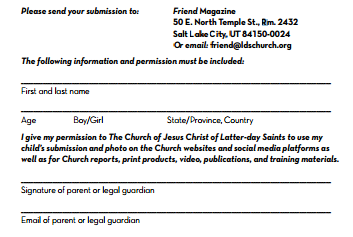 Please send your submission to: Friend Magazine
50 E. North Temple St., Rm. 2432
Salt Lake City, UT 84150-0024
Or email: friend@ldschurch.org
The following information and permission must be included:
First and last name
Age Boy/Girl State/Province, Country
I give my permission to The Church of Jesus Christ of Latter-day Saints to use my
child's submission and photo on the Church websites and social media platforms as
well as for Church reports, print products, video, publications, and training materials.
Signature of parent or legal guardian
Email of parent or legal guardian